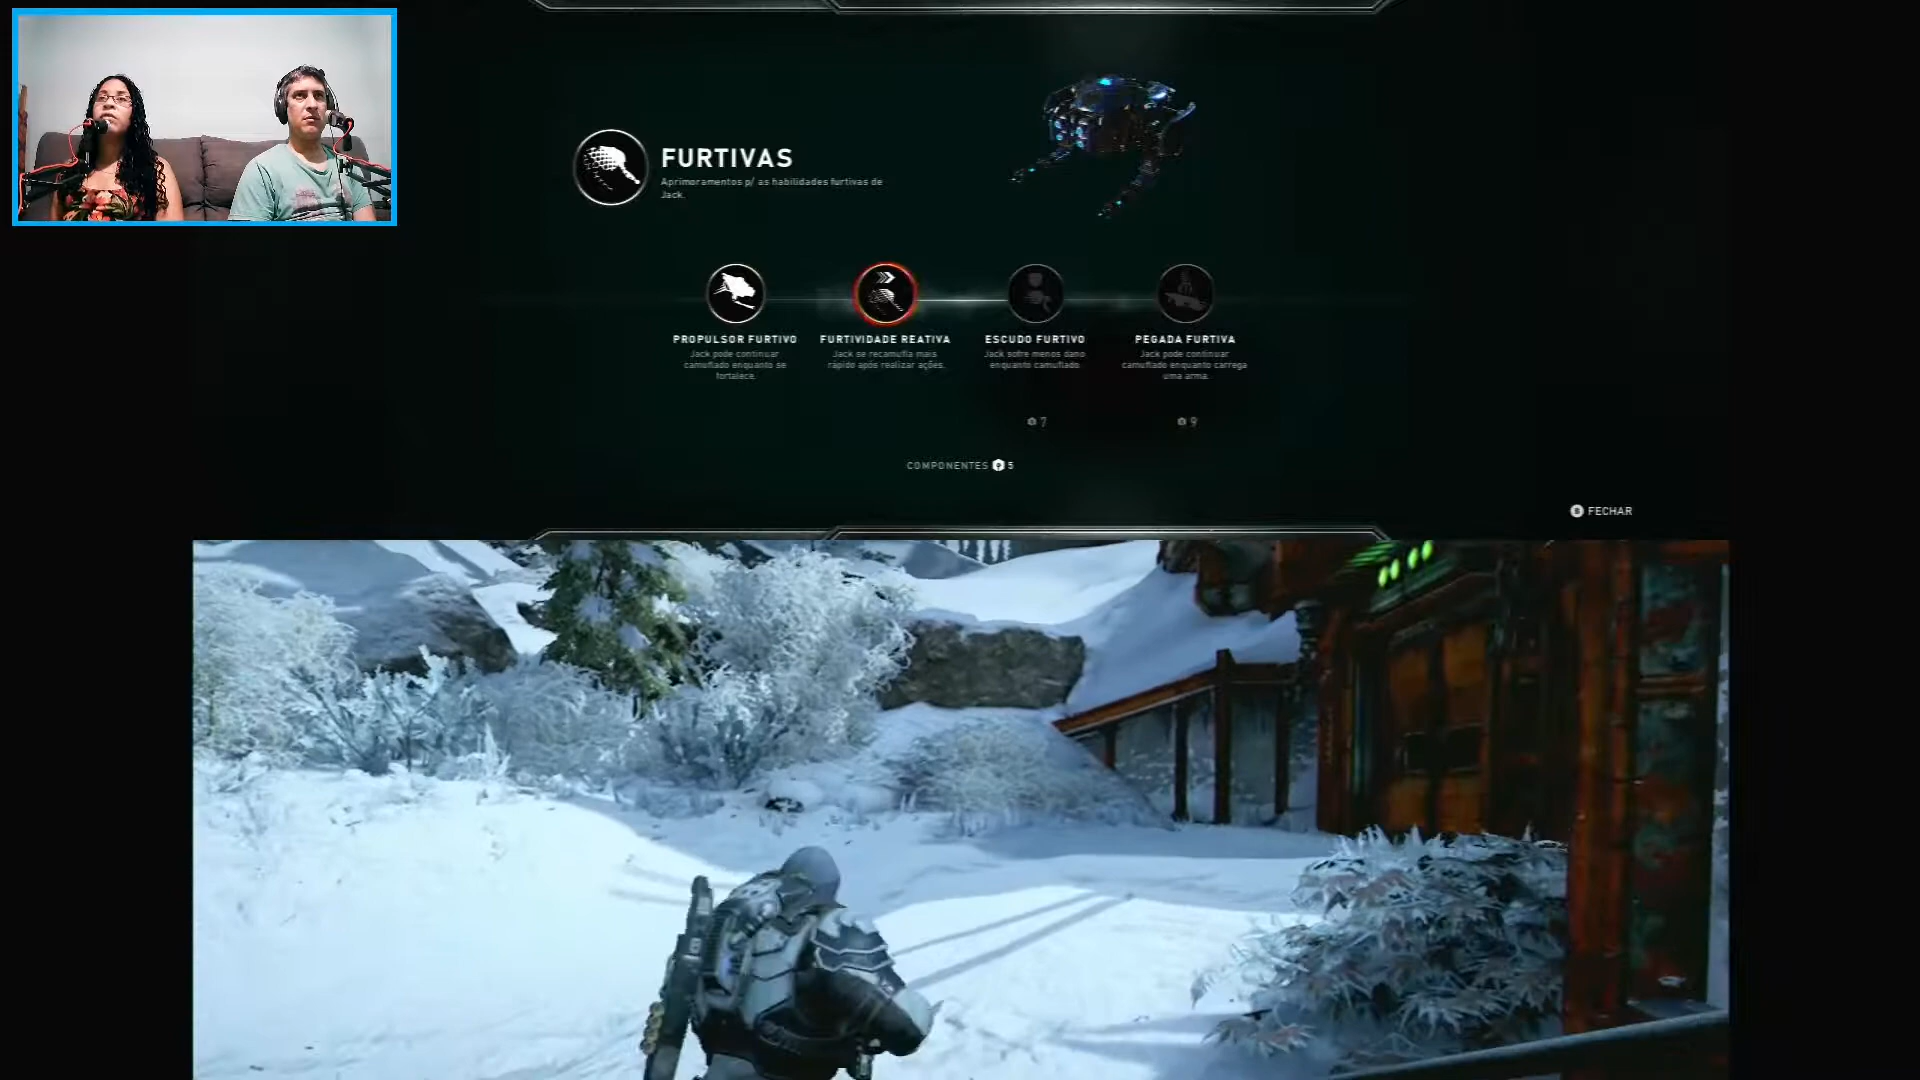 FURTIVAS
Aprimoramentos p/ as habilidades furtivas de
Jack.
PROPULSOR FURTIVO
Jack pode continuar
camuflado enquanto se
fortalece.
FURTIVIDADE REATIVA
Jack se recamufla mais
rápido após realizar ações.
ESCUDO FURTIVO
Jack sofre menos dano
enquanto camuflado.
7
PEGADA FURTIVA
Jack pode continuar
camuflado enquanto carrega
uma arma.
9
COMPONENTES 5
B FECHAR